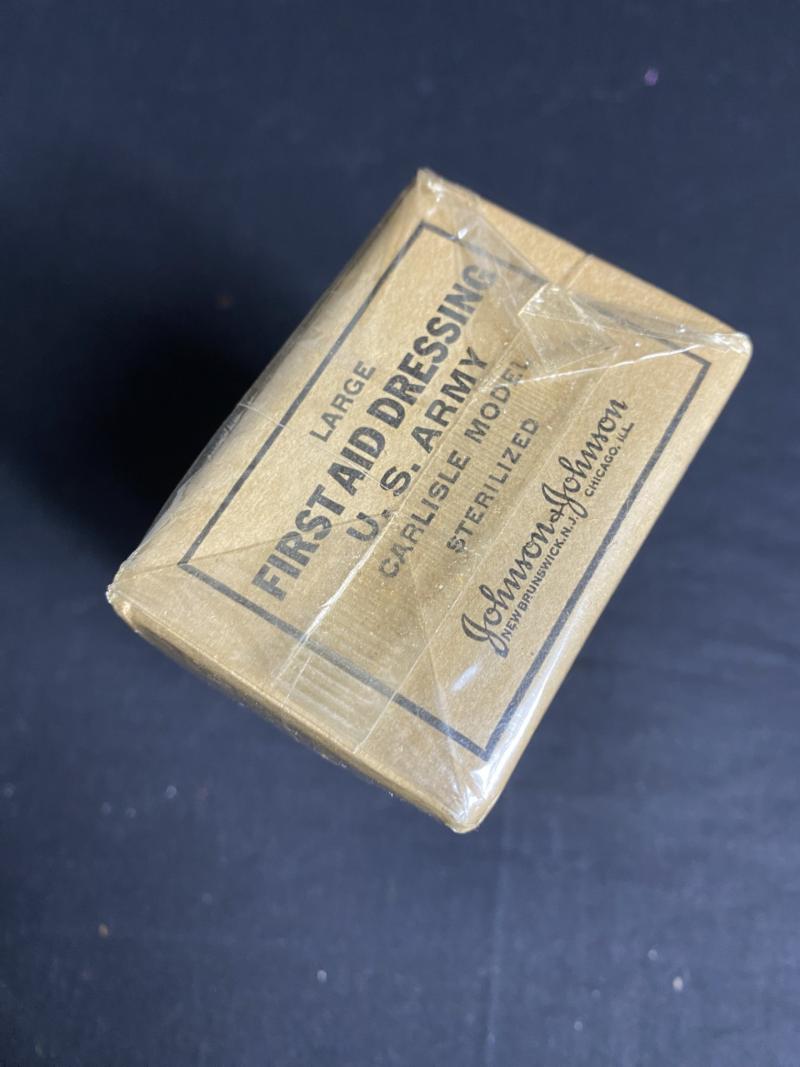 LARGE
FIRST AID DRESSING
U. S. ARMY
CARLISLE MODEL
STERILIZED
Johnson & Johnson
NEW BRUNSWICK, N.J. CHICAGO, ILL.